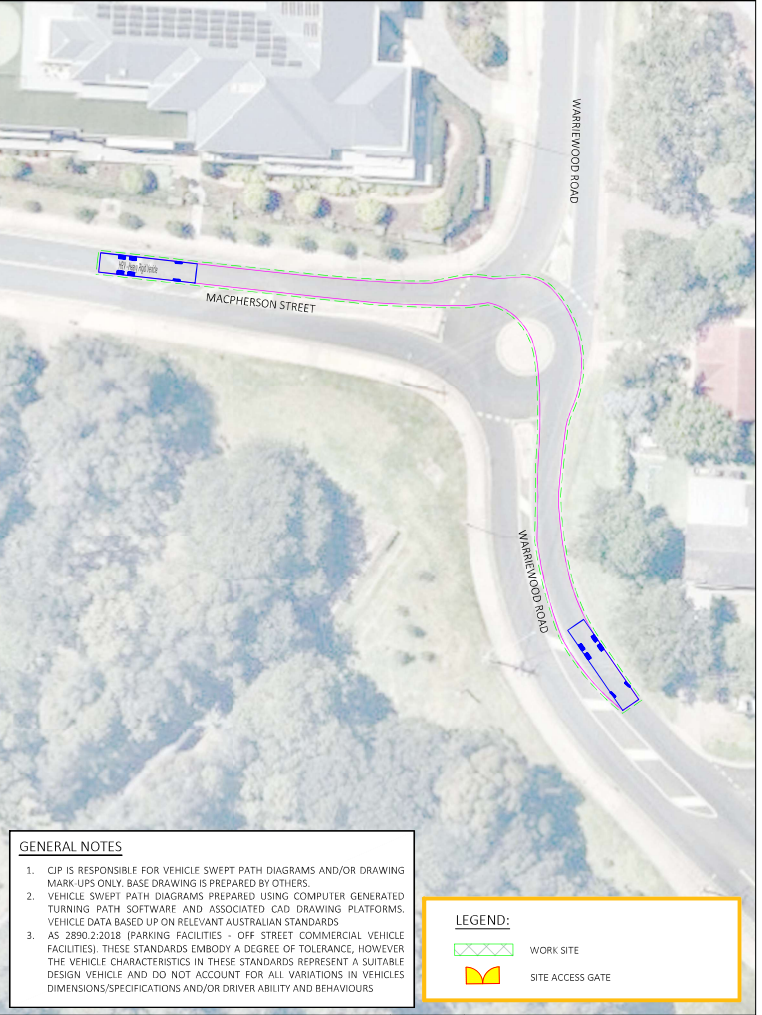 WARRIEWOOD ROAD
HRV - Heavy Rigid Vehicle
MACPHERSON STREET
WARRIEWOOD ROAD
GENERAL NOTES
1. CJP IS RESPONSIBLE FOR VEHICLE SWEPT PATH DIAGRAMS AND/OR DRAWING
MARK-UPS ONLY. BASE DRAWING IS PREPARED BY OTHERS.
2. VEHICLE SWEPT PATH DIAGRAMS PREPARED USING COMPUTER GENERATED
TURNING PATH SOFTWARE AND ASSOCIATED CAD DRAWING PLATFORMS.
VEHICLE DATA BASED UP ON RELEVANT AUSTRALIAN STANDARDS
3. AS 2890.2:2018 (PARKING FACILITIES - OFF STREET COMMERCIAL VEHICLE
FACILITIES). THESE STANDARDS EMBODY A DEGREE OF TOLERANCE, HOWEVER
THE VEHICLE CHARACTERISTICS IN THESE STANDARDS REPRESENT A SUITABLE
DESIGN VEHICLE AND DO NOT ACCOUNT FOR ALL VARIATIONS IN VEHICLES
DIMENSIONS/SPECIFICATIONS AND/OR DRIVER ABILITY AND BEHAVIOURS
LEGEND:
WORK SITE
SITE ACCESS GATE